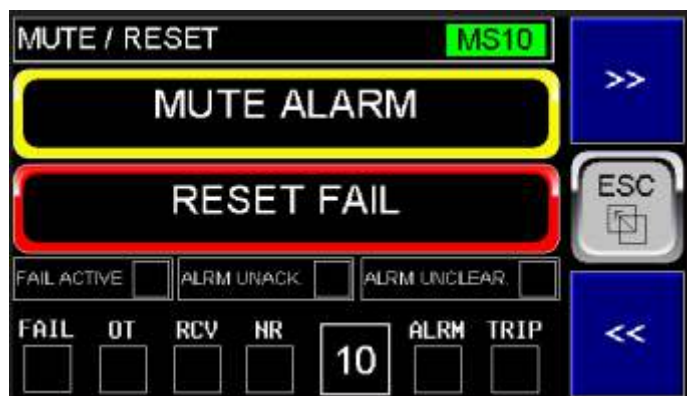 MUTE / RESET MS10
>>
MUTE ALARM
ESC
RESET FAIL
FAIL ACTIVE ALRM UNACK. ALRM UNCLEAR.
FAIL OT RCV NR 10 ALRM TRIP
<<